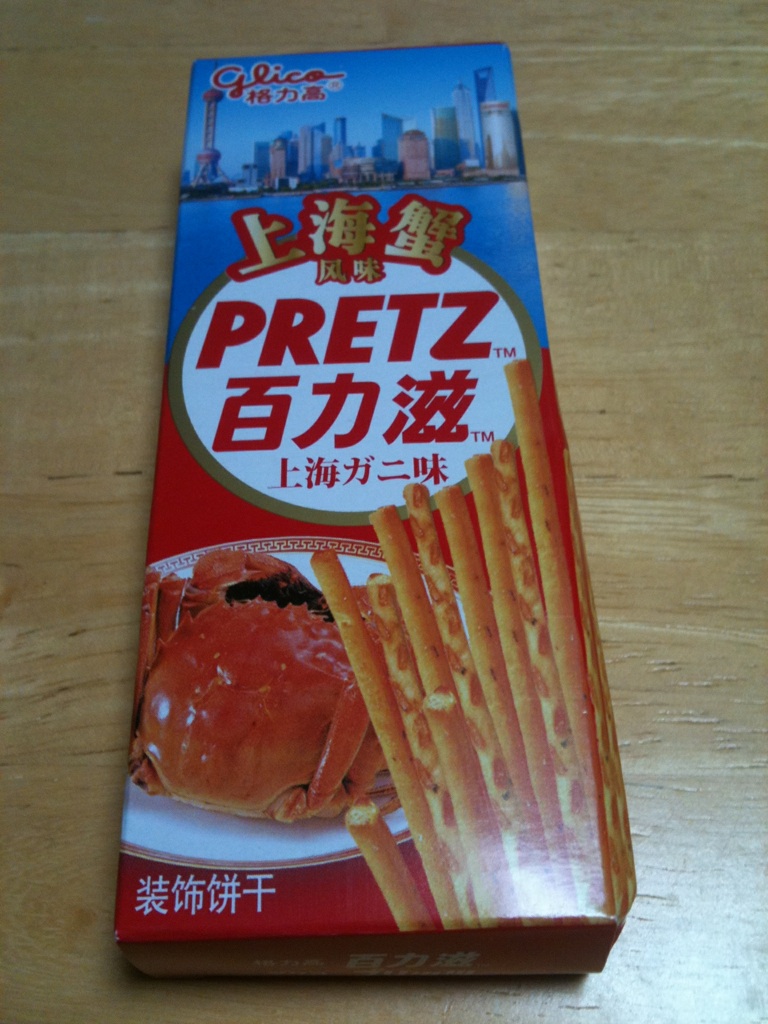 Glico®
格力高
上海蟹
风味
PRETZ™
百力滋™
上海ガニ味
装饰饼干
格力高 百力滋